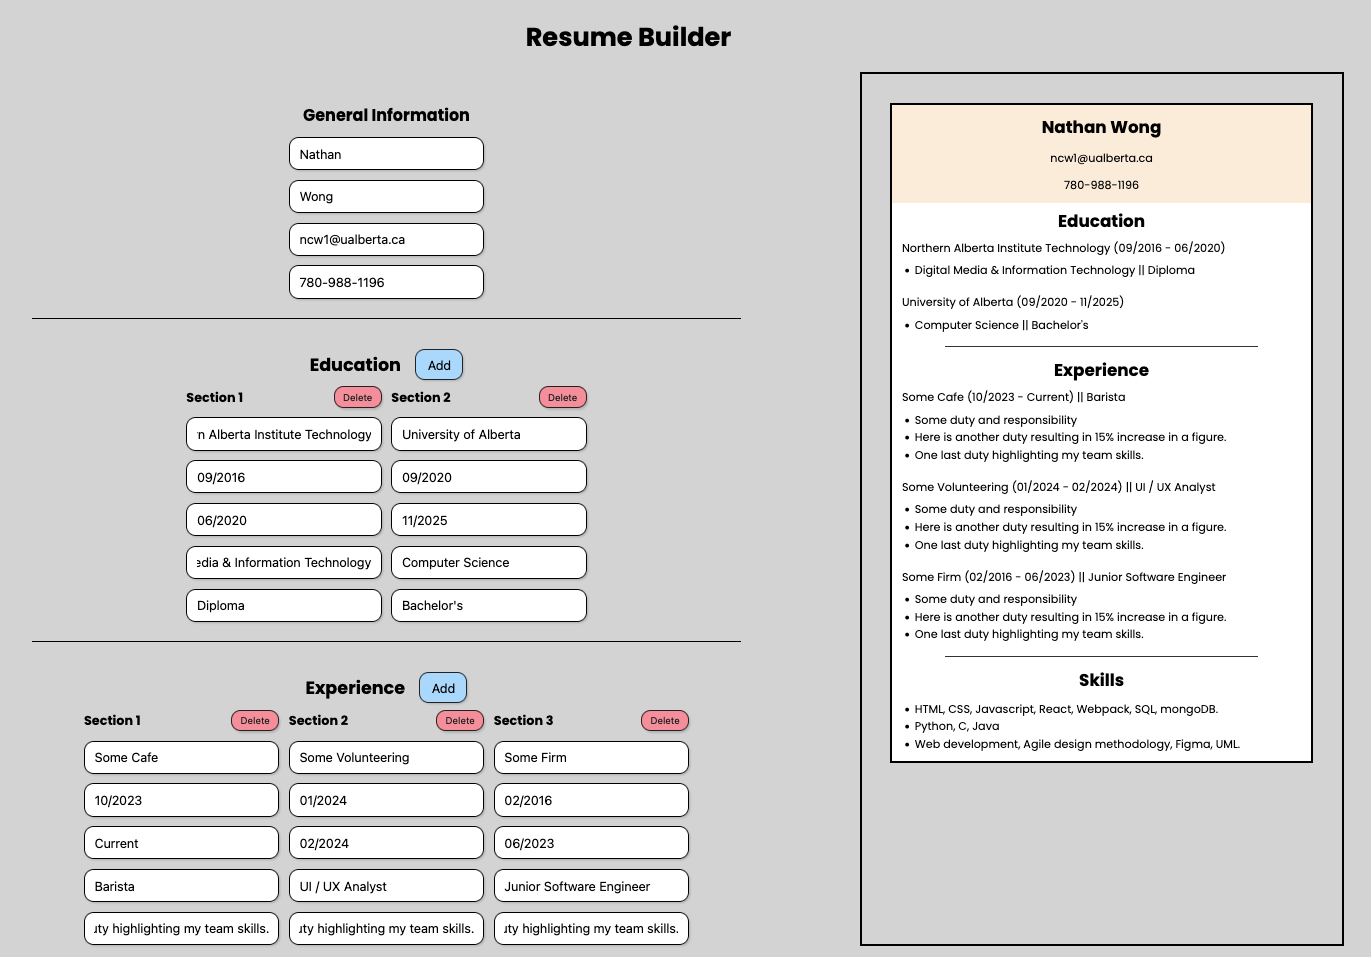 Resume Builder
General Information
Nathan
Wong
ncw1@ualberta.ca
780-988-1196
Education Add
Section 1 Delete Section 2 Delete
Alberta Institute Technology University of Alberta
09/2016 09/2020
06/2020 11/2025
& Information Technology Computer Science
Diploma Bachelor's
Experience Add
Section 1 Delete Section 2 Delete Section 3 Delete
Some Cafe Some Volunteering Some Firm
10/2023 01/2024 02/2016
Current 02/2024 06/2023
Barista UI / UX Analyst Junior Software Engineer
highlighting my team skills. highlighting my team skills. highlighting my team skills.
Nathan Wong
ncw1@ualberta.ca
780-988-1196
Education
Northern Alberta Institute Technology (09/2016 - 06/2020)
• Digital Media & Information Technology || Diploma
University of Alberta (09/2020 - 11/2025)
• Computer Science || Bachelor's
Experience
Some Cafe (10/2023 - Current) || Barista
• Some duty and responsibility
• Here is another duty resulting in 15% increase in a figure.
• One last duty highlighting my team skills.
Some Volunteering (01/2024 - 02/2024) || UI / UX Analyst
• Some duty and responsibility
• Here is another duty resulting in 15% increase in a figure.
• One last duty highlighting my team skills.
Some Firm (02/2016 - 06/2023) || Junior Software Engineer
• Some duty and responsibility
• Here is another duty resulting in 15% increase in a figure.
• One last duty highlighting my team skills.
Skills
• HTML, CSS, Javascript, React, Webpack, SQL, mongoDB.
• Python, C, Java
• Web development, Agile design methodology, Figma, UML.